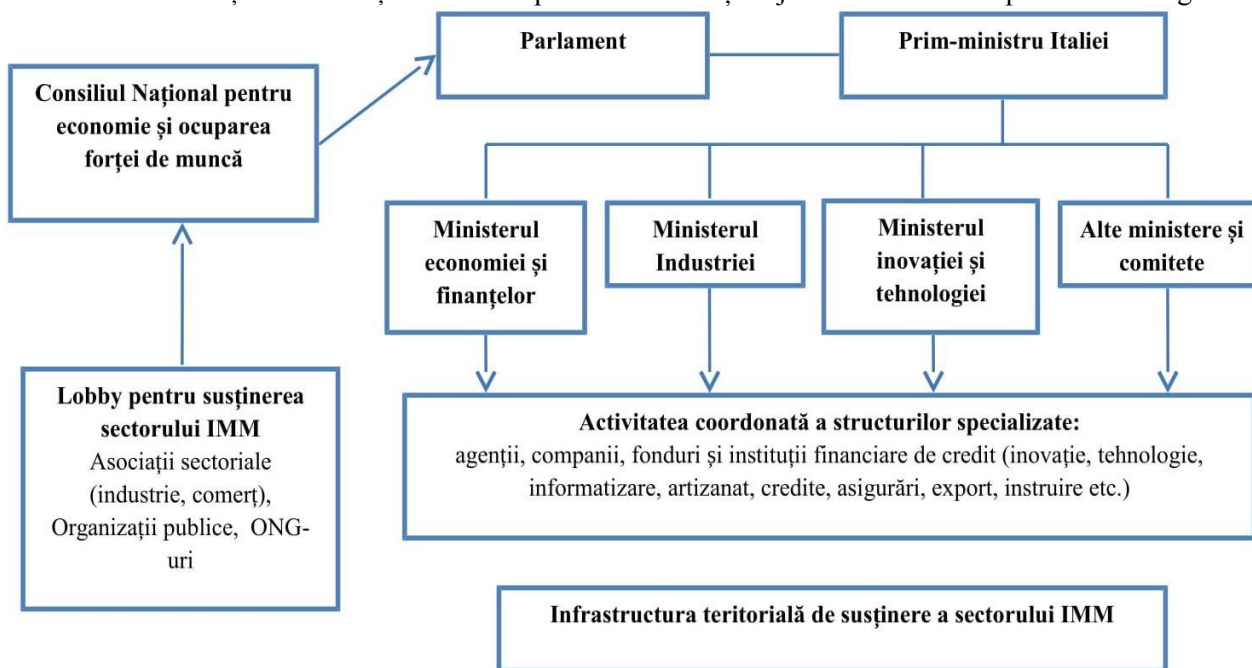 Parlament
Prim-ministru Italiei
Consiliul Național pentru
economie și ocuparea
forței de muncă
Ministerul
economiei și
finanțelor
Ministerul
Industriei
Ministerul
inovației și
tehnologiei
Alte ministere și
comitete
Lobby pentru susținerea
sectorului IMM
Asociații sectoriale
(industrie, comerț),
Organizații publice, ONG-
uri
Activitatea coordonată a structurilor specializate:
agenții, companii, fonduri și instituții financiare de credit (inovație, tehnologie,
informatizare, artizanat, credite, asigurări, export, instruire etc.)
Infrastructura teritorială de susținere a sectorului IMM